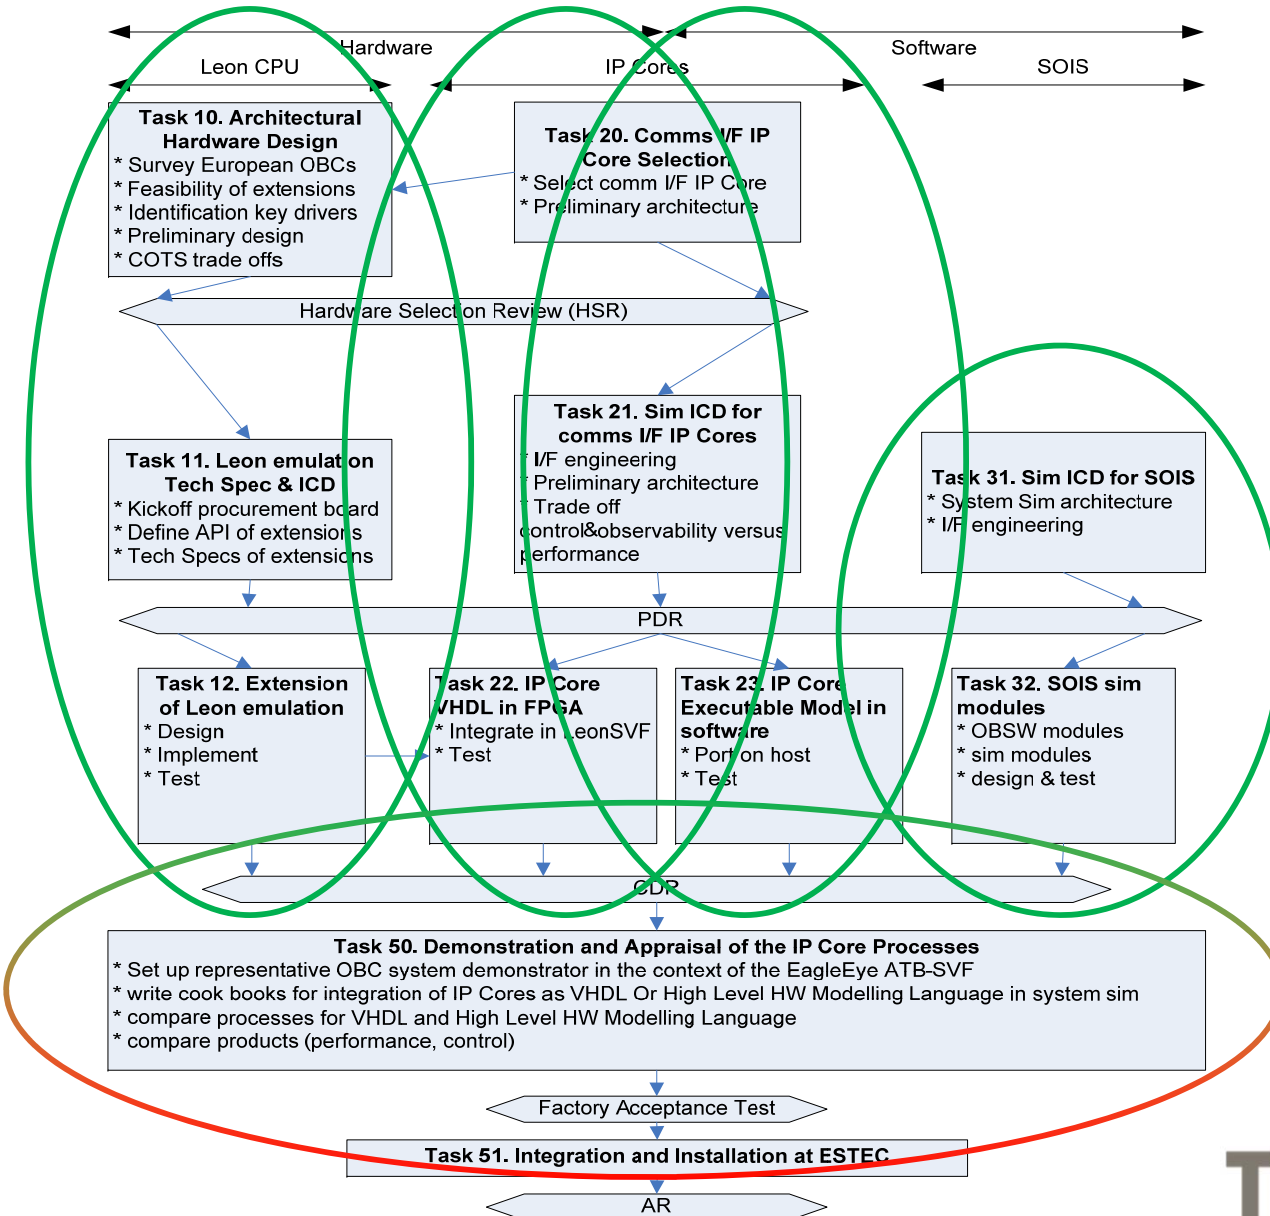 Hardware
Software
Leon CPU
IP Cores
SOIS
Task 10. Architectural
Hardware Design
* Survey European OBCs
* Feasibility of extensions
* Identification key drivers
* Preliminary design
* COTS trade offs
Task 20. Comms I/F IP
Core Selection
* Select comm I/F IP Core
* Preliminary architecture
Hardware Selection Review (HSR)
Task 11. Leon emulation
Tech Spec & ICD
* Kickoff procurement board
* Define API of extensions
* Tech Specs of extensions
Task 21. Sim ICD for
comms I/F IP Cores
* I/F engineering
* Preliminary architecture
* Trade off
control&observability versus
performance
Task 31. Sim ICD for SOIS
* System Sim architecture
* I/F engineering
PDR
Task 12. Extension
of Leon emulation
* Design
* Implement
* Test
Task 22. IP Core
VHDL in FPGA
* Integrate in LeonSVF
* Test
Task 23. IP Core
Executable Model in
software
* Port on host
* Test
Task 32. SOIS sim
modules
* OBSW modules
* sim modules
* design & test
CDR
Task 50. Demonstration and Appraisal of the IP Core Processes
* Set up representative OBC system demonstrator in the context of the EagleEye ATB-SVF
* write cook books for integration of IP Cores as VHDL Or High Level HW Modelling Language in system sim
* compare processes for VHDL and High Level HW Modelling Language
* compare products (performance, control)
Factory Acceptance Test
Task 51. Integration and Installation at ESTEC
AR
T